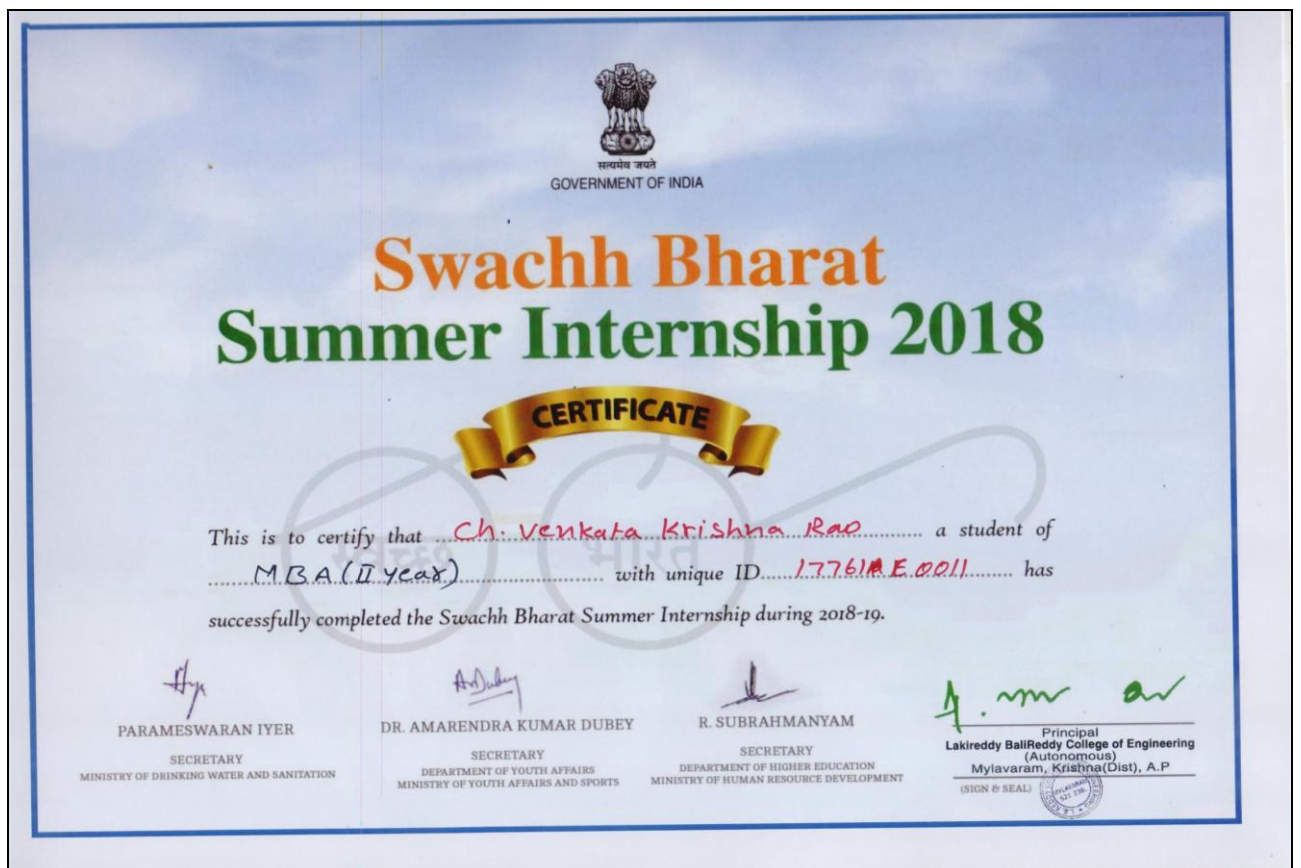 सत्यमेव जयते
GOVERNMENT OF INDIA
Swachh Bharat
Summer Internship 2018
CERTIFICATE
स्वच्छ भारत
This is to certify that Ch. Venkata Krishna Rao a student of
MBA (II year) with unique ID 17761AE0011 has
successfully completed the Swachh Bharat Summer Internship during 2018-19.
PARAMESWARAN IYER
SECRETARY
MINISTRY OF DRINKING WATER AND SANITATION
A Dubey
DR. AMARENDRA KUMAR DUBEY
SECRETARY
DEPARTMENT OF YOUTH AFFAIRS
MINISTRY OF YOUTH AFFAIRS AND SPORTS
R. SUBRAHMANYAM
SECRETARY
DEPARTMENT OF HIGHER EDUCATION
MINISTRY OF HUMAN RESOURCE DEVELOPMENT
Principal
Lakireddy BaliReddy College of Engineering
(Autonomous)
Mylavaram, Krishna(Dist), A.P
(SIGN & SEAL)